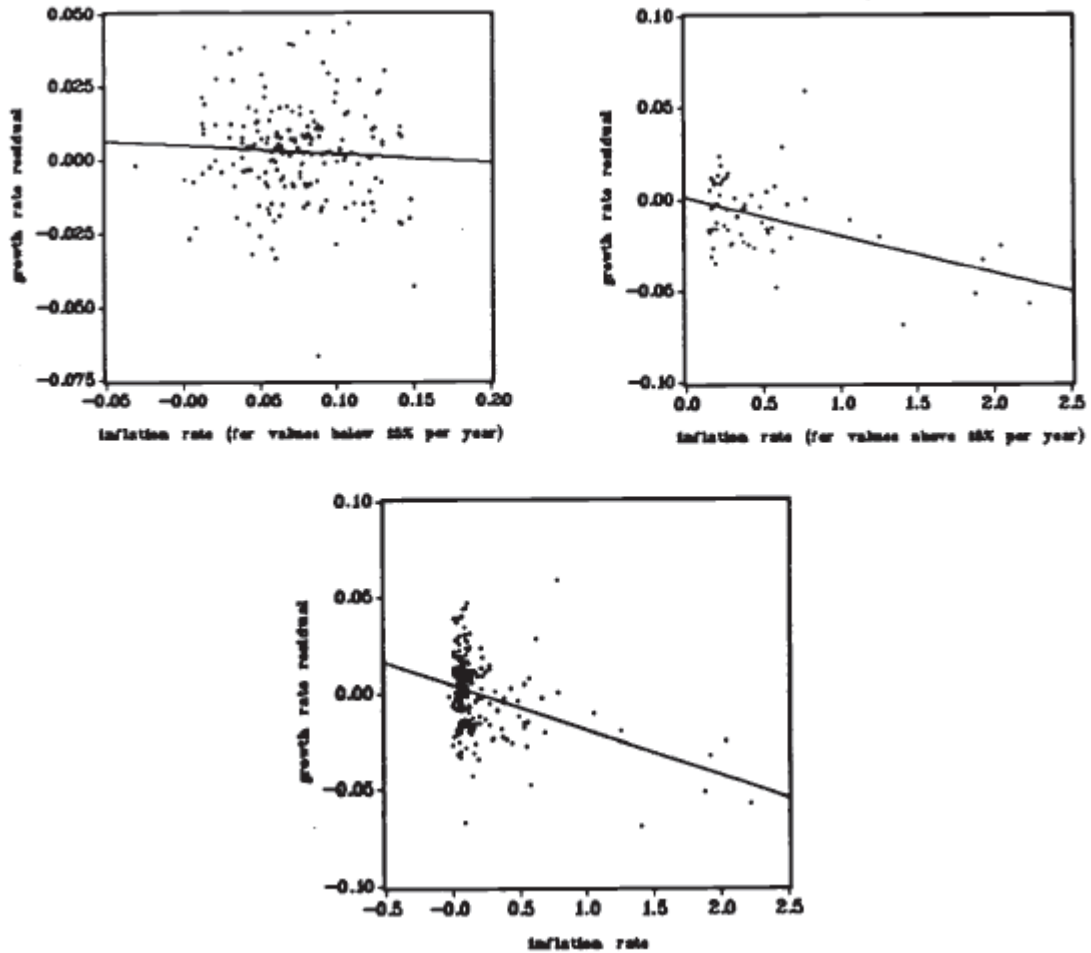 0.050
0.025
0.000
−0.025
−0.050
−0.075
growth rate residual
−0.05 −0.00 0.05 0.10 0.15 0.20
inflation rate (for values below 15% per year)
0.10
0.05
0.00
−0.05
−0.10
growth rate residual
0.0 0.5 1.0 1.5 2.0 2.5
inflation rate (for values above 15% per year)
0.10
0.05
0.00
−0.05
−0.10
growth rate residual
−0.5 −0.0 0.5 1.0 1.5 2.0 2.5
inflation rate